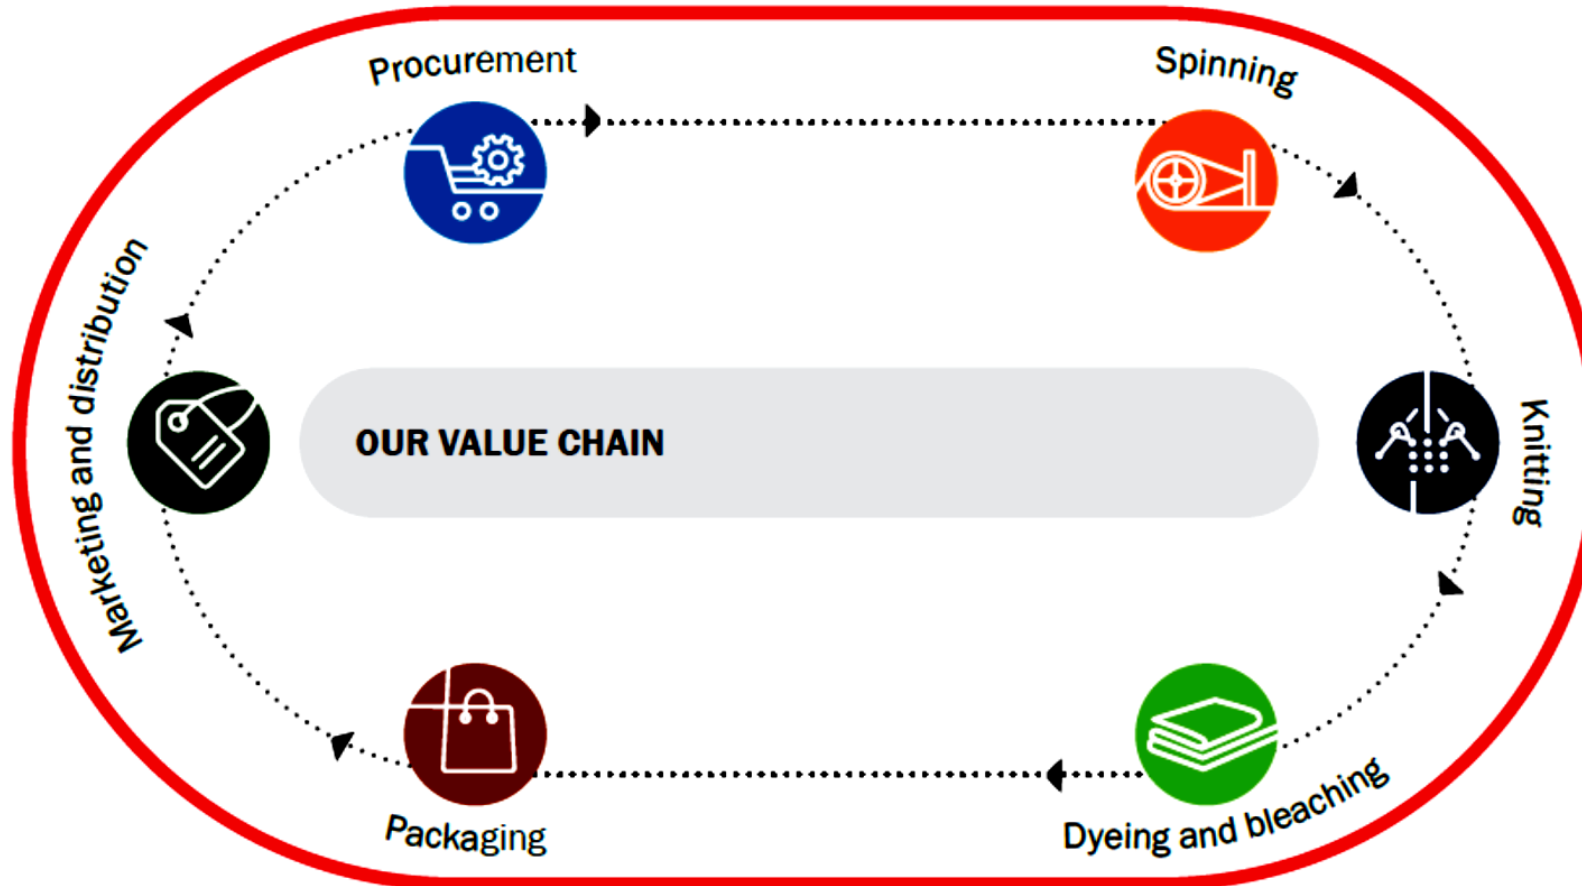 Procurement
Spinning
Marketing and distribution
OUR VALUE CHAIN
Knitting
Packaging
Dyeing and bleaching